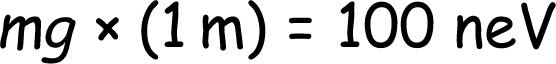 mg × (1 m) = 100 neV